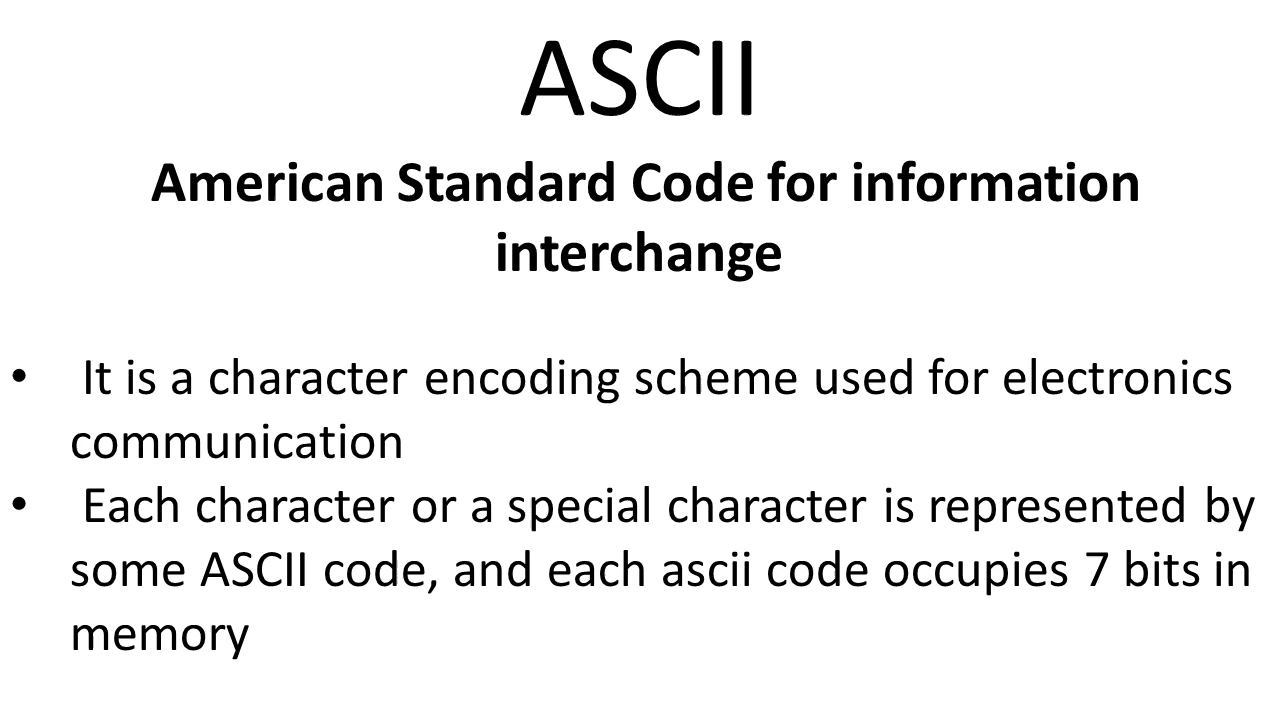 ASCII
American Standard Code for information
interchange
• It is a character encoding scheme used for electronics
communication
• Each character or a special character is represented by
some ASCII code, and each ascii code occupies 7 bits in
memory